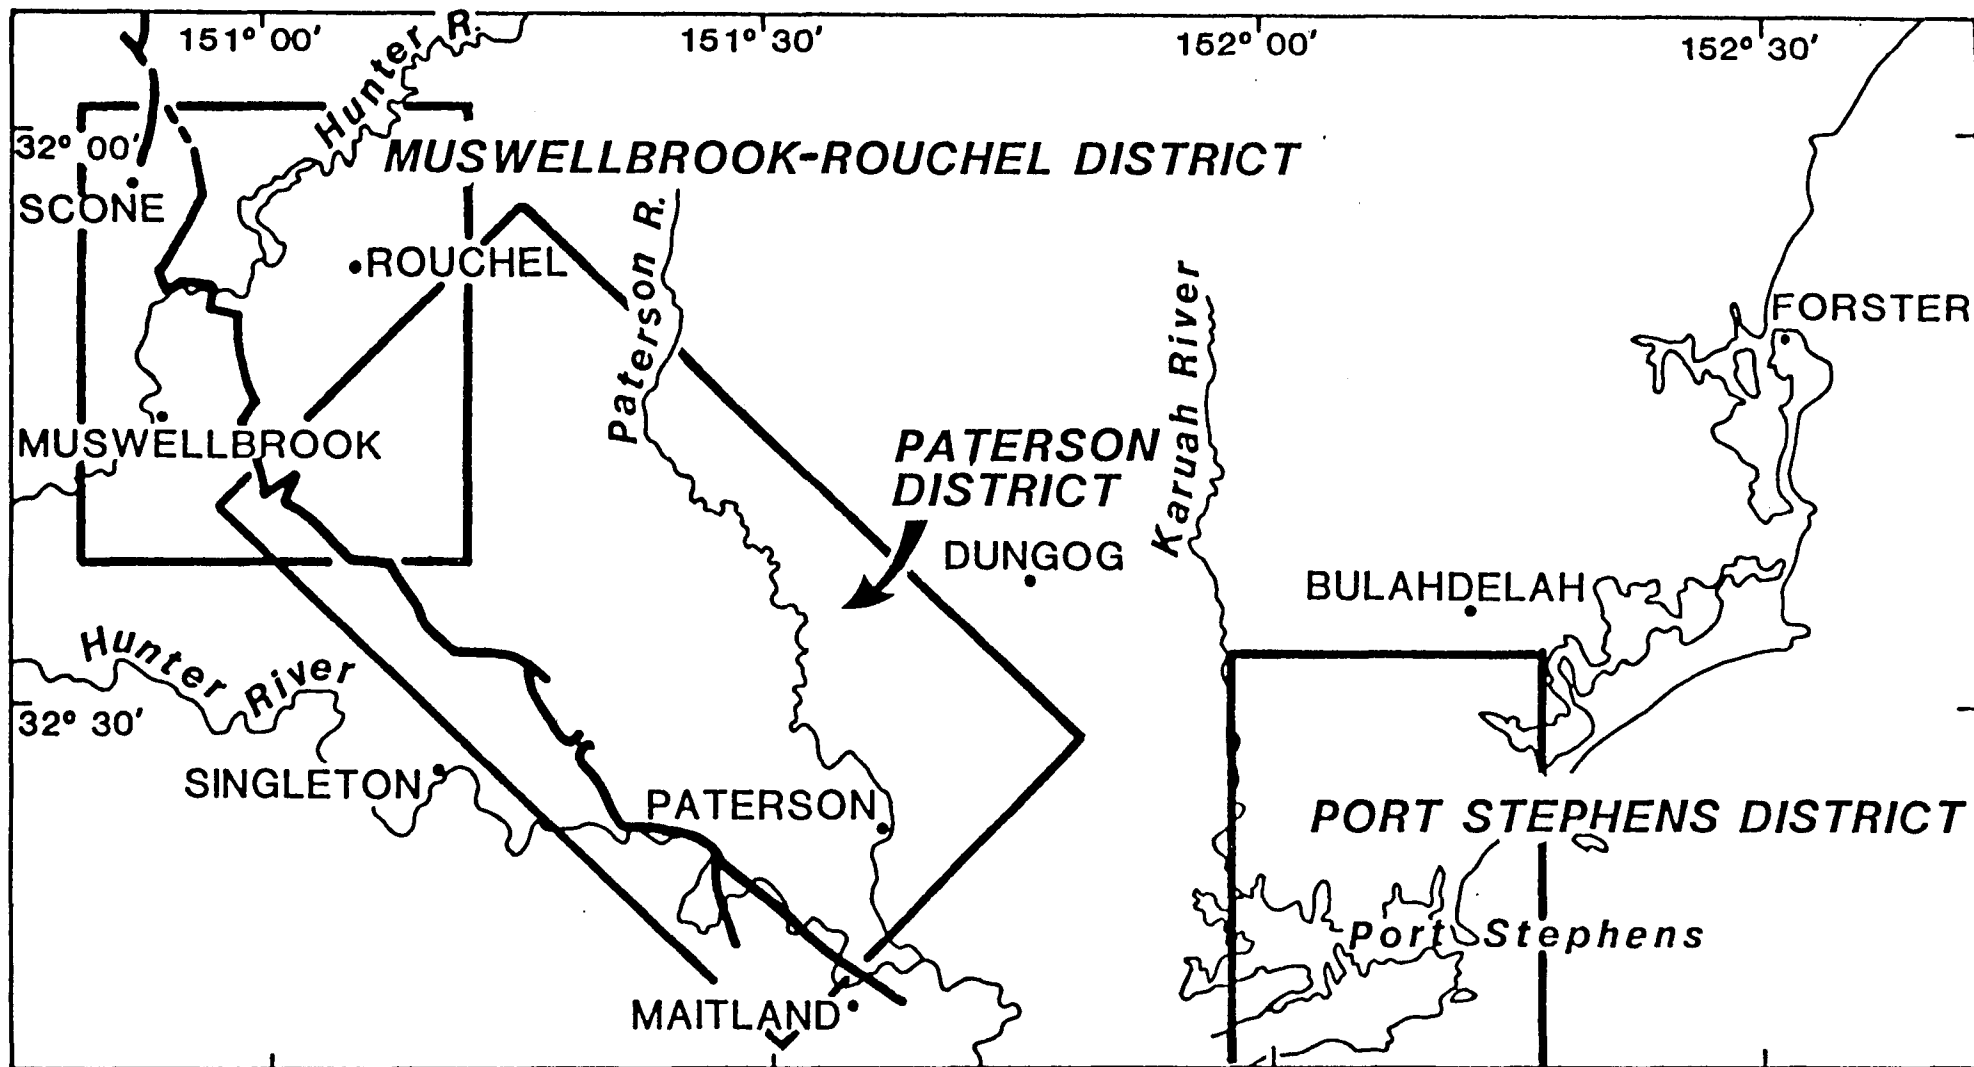 151° 00'
Hunter R.
151° 30'
152° 00'
152° 30'
32° 00'
MUSWELLBROOK-ROUCHEL DISTRICT
SCONE
Paterson R.
ROUCHEL
Karuah River
FORSTER
MUSWELLBROOK
PATERSON
DISTRICT
DUNGOG
BULAHDELAH
Hunter River
32° 30'
SINGLETON
PATERSON
PORT STEPHENS DISTRICT
Port Stephens
MAITLAND